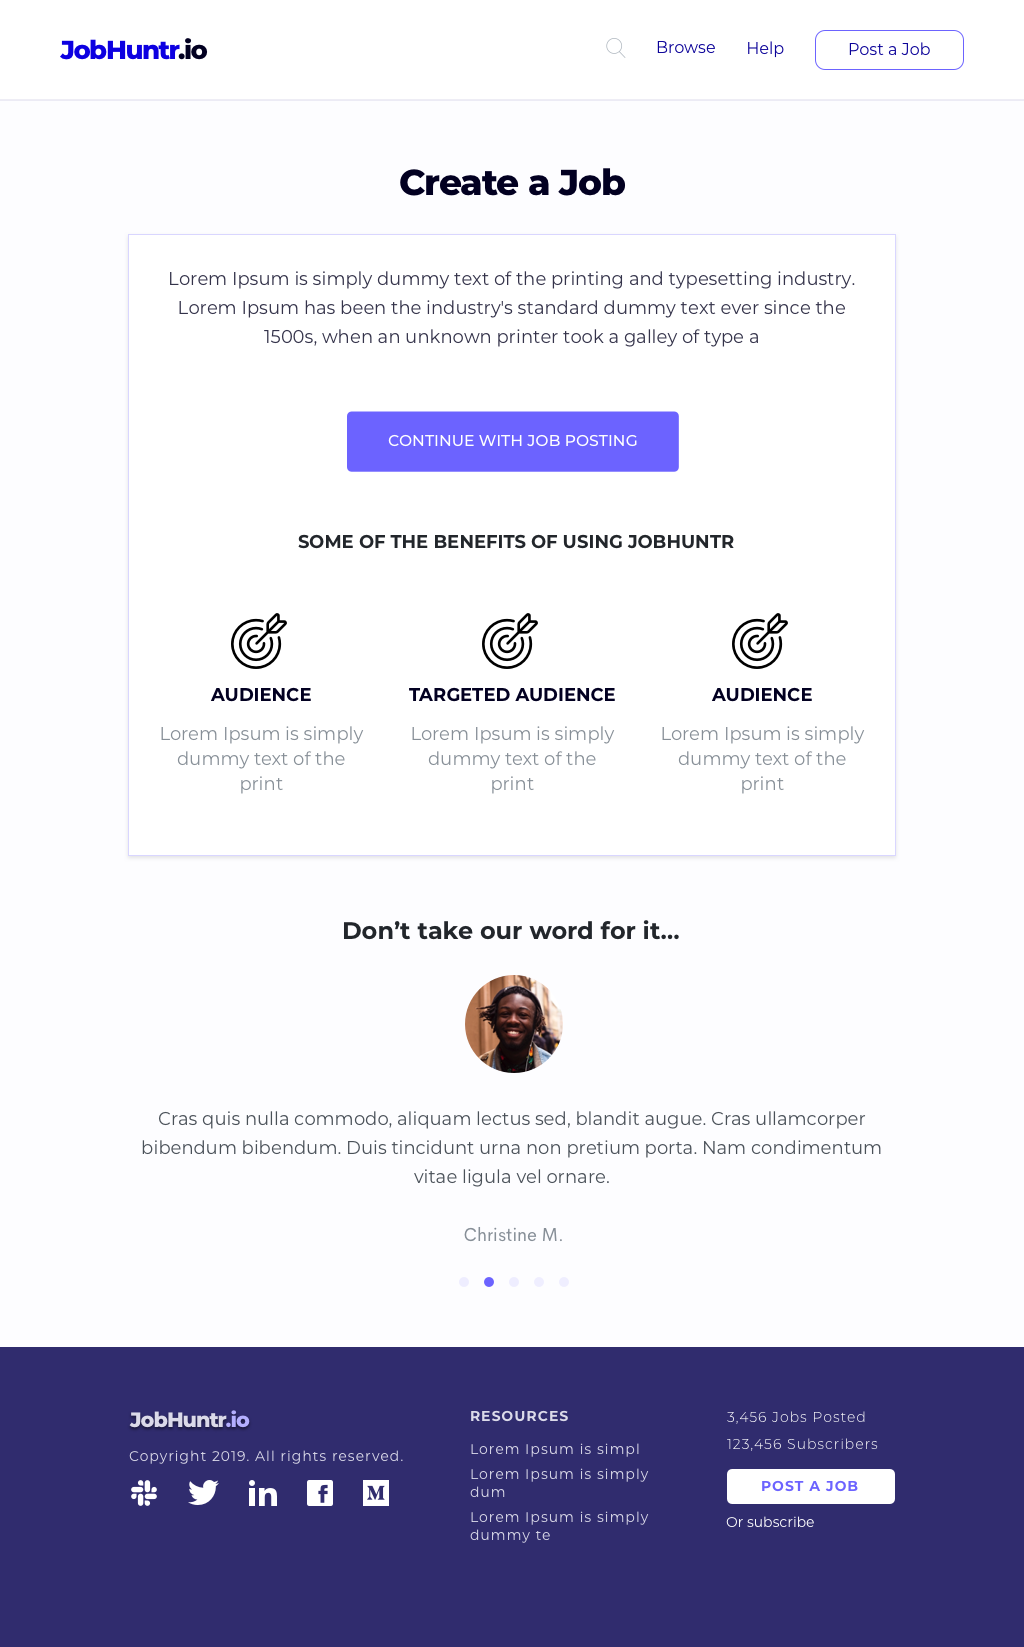 JobHuntr.io
Browse
Help
Post a Job
Create a Job
Lorem Ipsum is simply dummy text of the printing and typesetting industry.
Lorem Ipsum has been the industry's standard dummy text ever since the
1500s, when an unknown printer took a galley of type a
CONTINUE WITH JOB POSTING
SOME OF THE BENEFITS OF USING JOBHUNTR
AUDIENCE
Lorem Ipsum is simply
dummy text of the
print
TARGETED AUDIENCE
Lorem Ipsum is simply
dummy text of the
print
AUDIENCE
Lorem Ipsum is simply
dummy text of the
print
Don’t take our word for it...
Cras quis nulla commodo, aliquam lectus sed, blandit augue. Cras ullamcorper
bibendum bibendum. Duis tincidunt urna non pretium porta. Nam condimentum
vitae ligula vel ornare.
Christine M.
JobHuntr.io
Copyright 2019. All rights reserved.
RESOURCES
Lorem Ipsum is simpl
Lorem Ipsum is simply
dum
Lorem Ipsum is simply
dummy te
3,456 Jobs Posted
123,456 Subscribers
POST A JOB
Or subscribe